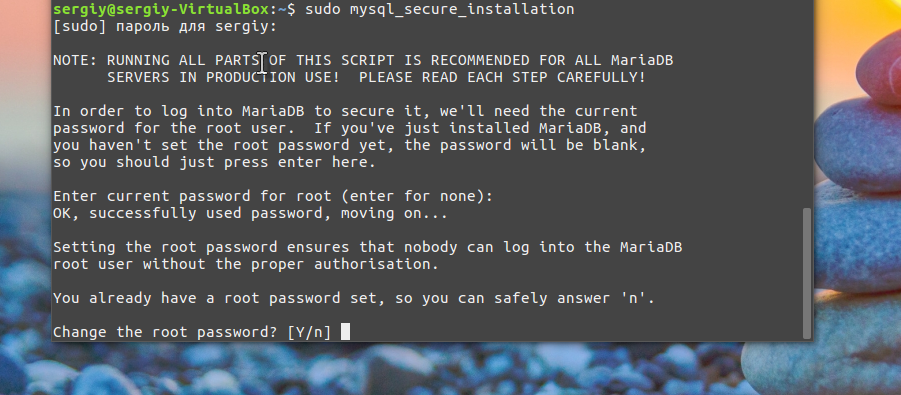 sergiy@sergiy-VirtualBox:~$ sudo mysql_secure_installation
[sudo] пароль для sergiy:
NOTE: RUNNING ALL PARTS OF THIS SCRIPT IS RECOMMENDED FOR ALL MariaDB
SERVERS IN PRODUCTION USE!  PLEASE READ EACH STEP CAREFULLY!
In order to log into MariaDB to secure it, we'll need the current
password for the root user.  If you've just installed MariaDB, and
you haven't set the root password yet, the password will be blank,
so you should just press enter here.
Enter current password for root (enter for none):
OK, successfully used password, moving on...
Setting the root password ensures that nobody can log into the MariaDB
root user without the proper authorisation.
You already have a root password set, so you can safely answer 'n'.
Change the root password? [Y/n]